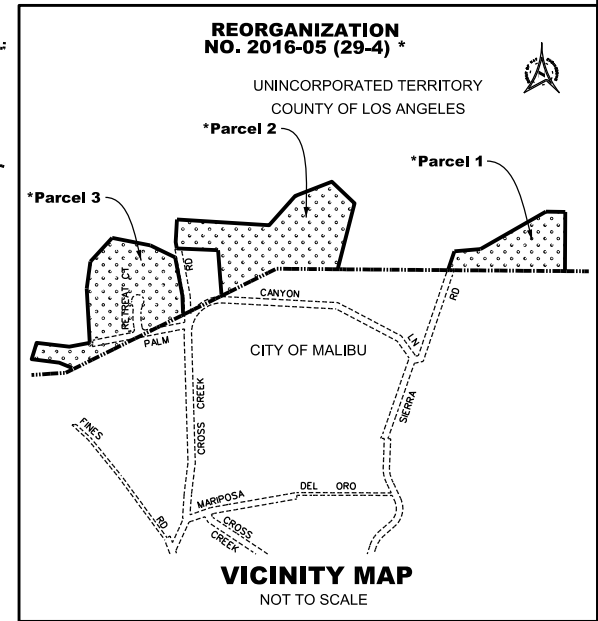 REORGANIZATION
NO. 2016-05 (29-4) *
UNINCORPORATED TERRITORY
COUNTY OF LOS ANGELES
*Parcel 2
*Parcel 1
*Parcel 3
RD
RETREAT CT
PALM
CANYON
LN
RD
CITY OF MALIBU
SIERRA
CROSS CREEK
FINES
RD
MARIPOSA
DEL ORO
CROSS
CREEK
VICINITY MAP
NOT TO SCALE